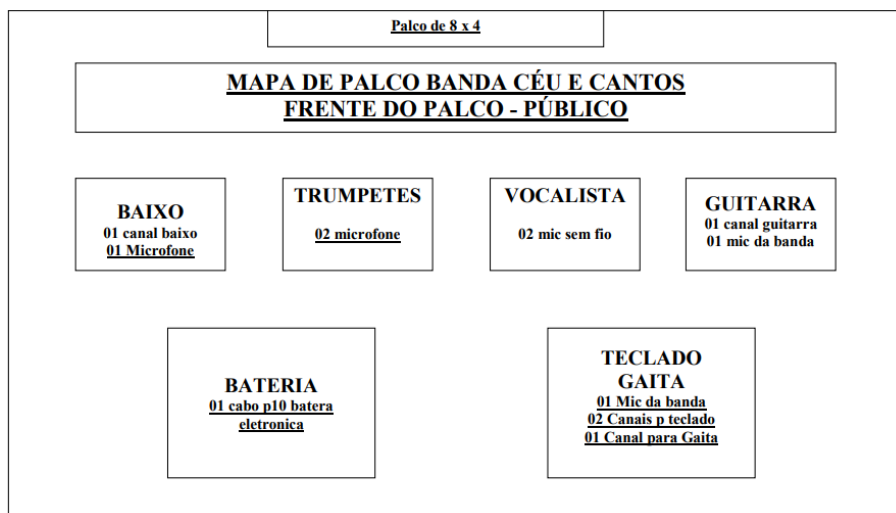 Palco de 8 x 4
MAPA DE PALCO BANDA CÉU E CANTOS
FRENTE DO PALCO - PÚBLICO
BAIXO
01 canal baixo
01 Microfone
TRUMPETES
02 microfone
VOCALISTA
02 mic sem fio
GUITARRA
01 canal guitarra
01 mic da banda
BATERIA
01 cabo p10 batera
eletronica
TECLADO
GAITA
01 Mic da banda
02 Canais p teclado
01 Canal para Gaita